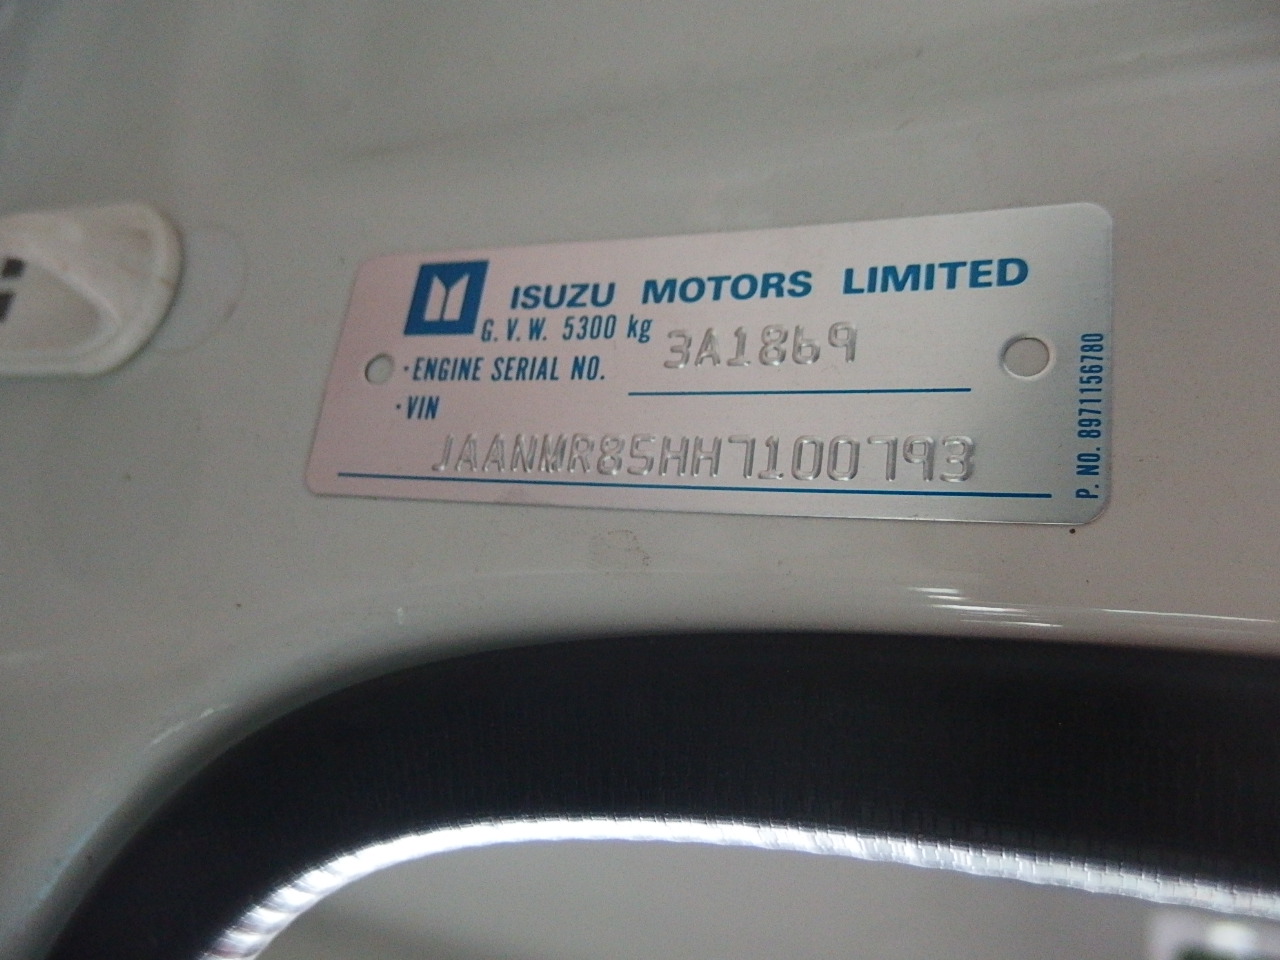 ISUZU MOTORS LIMITED
G.V.W. 5300 kg
·ENGINE SERIAL NO. 3A1869
·VIN
JAANMR85HH7100793
P. NO. 8971156780